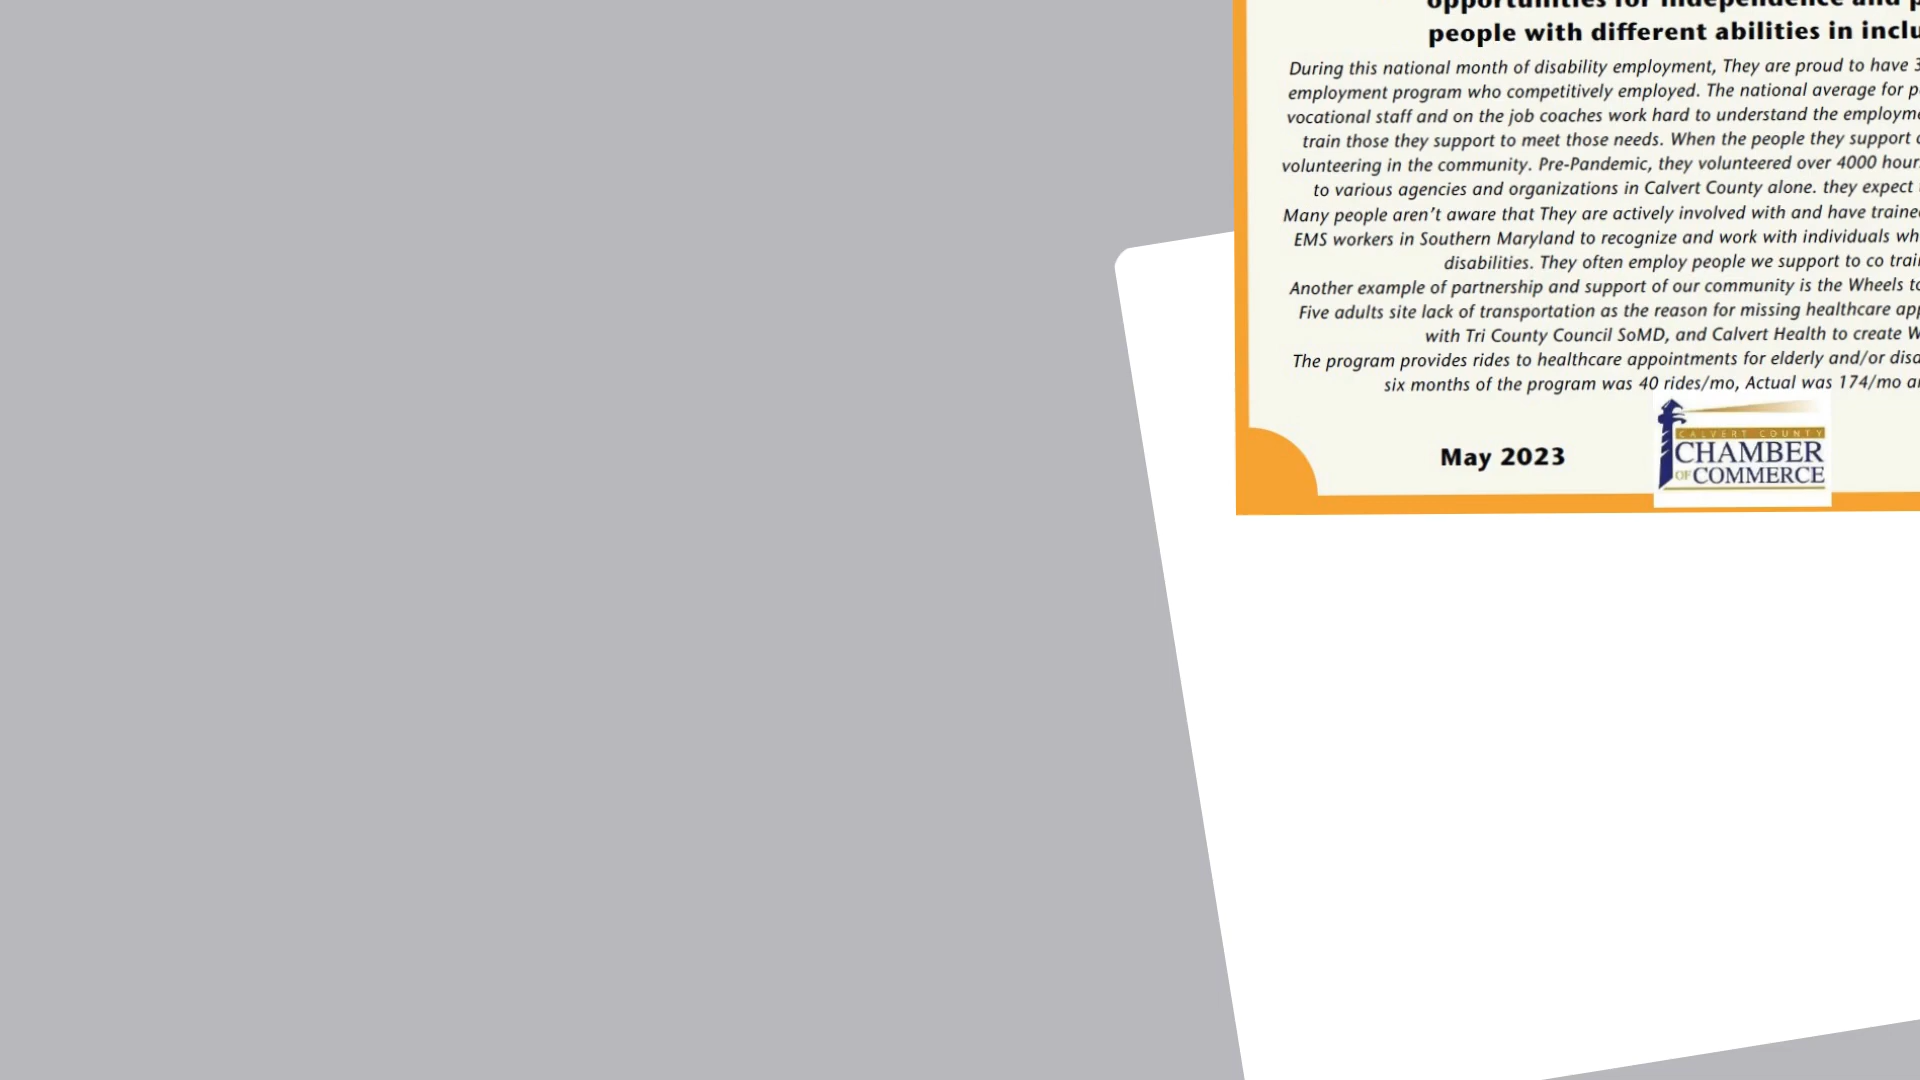 opportunities for independence and
people with different abilities in
During this national month of disability employment, They are proud to have
employment program who competitively employed. The national average for
vocational staff and on the job coaches work hard to understand the
train those they support to meet those needs. When the people they support
volunteering in the community. Pre-Pandemic, they volunteered over 4000
to various agencies and organizations in Calvert County alone. they expect
Many people aren't aware that They are actively involved with and have
EMS workers in Southern Maryland to recognize and work with individuals
disabilities. They often employ people we support to co
Another example of partnership and support of our community is the Wheels
Five adults site lack of transportation as the reason for missing healthcare
with Tri County Council SoMD, and Calvert Health to create
The program provides rides to healthcare appointments for elderly and/or
six months of the program was 40 rides/mo, Actual was 174/mo
May 2023
CALVERT COUNTY
CHAMBER
OF COMMERCE